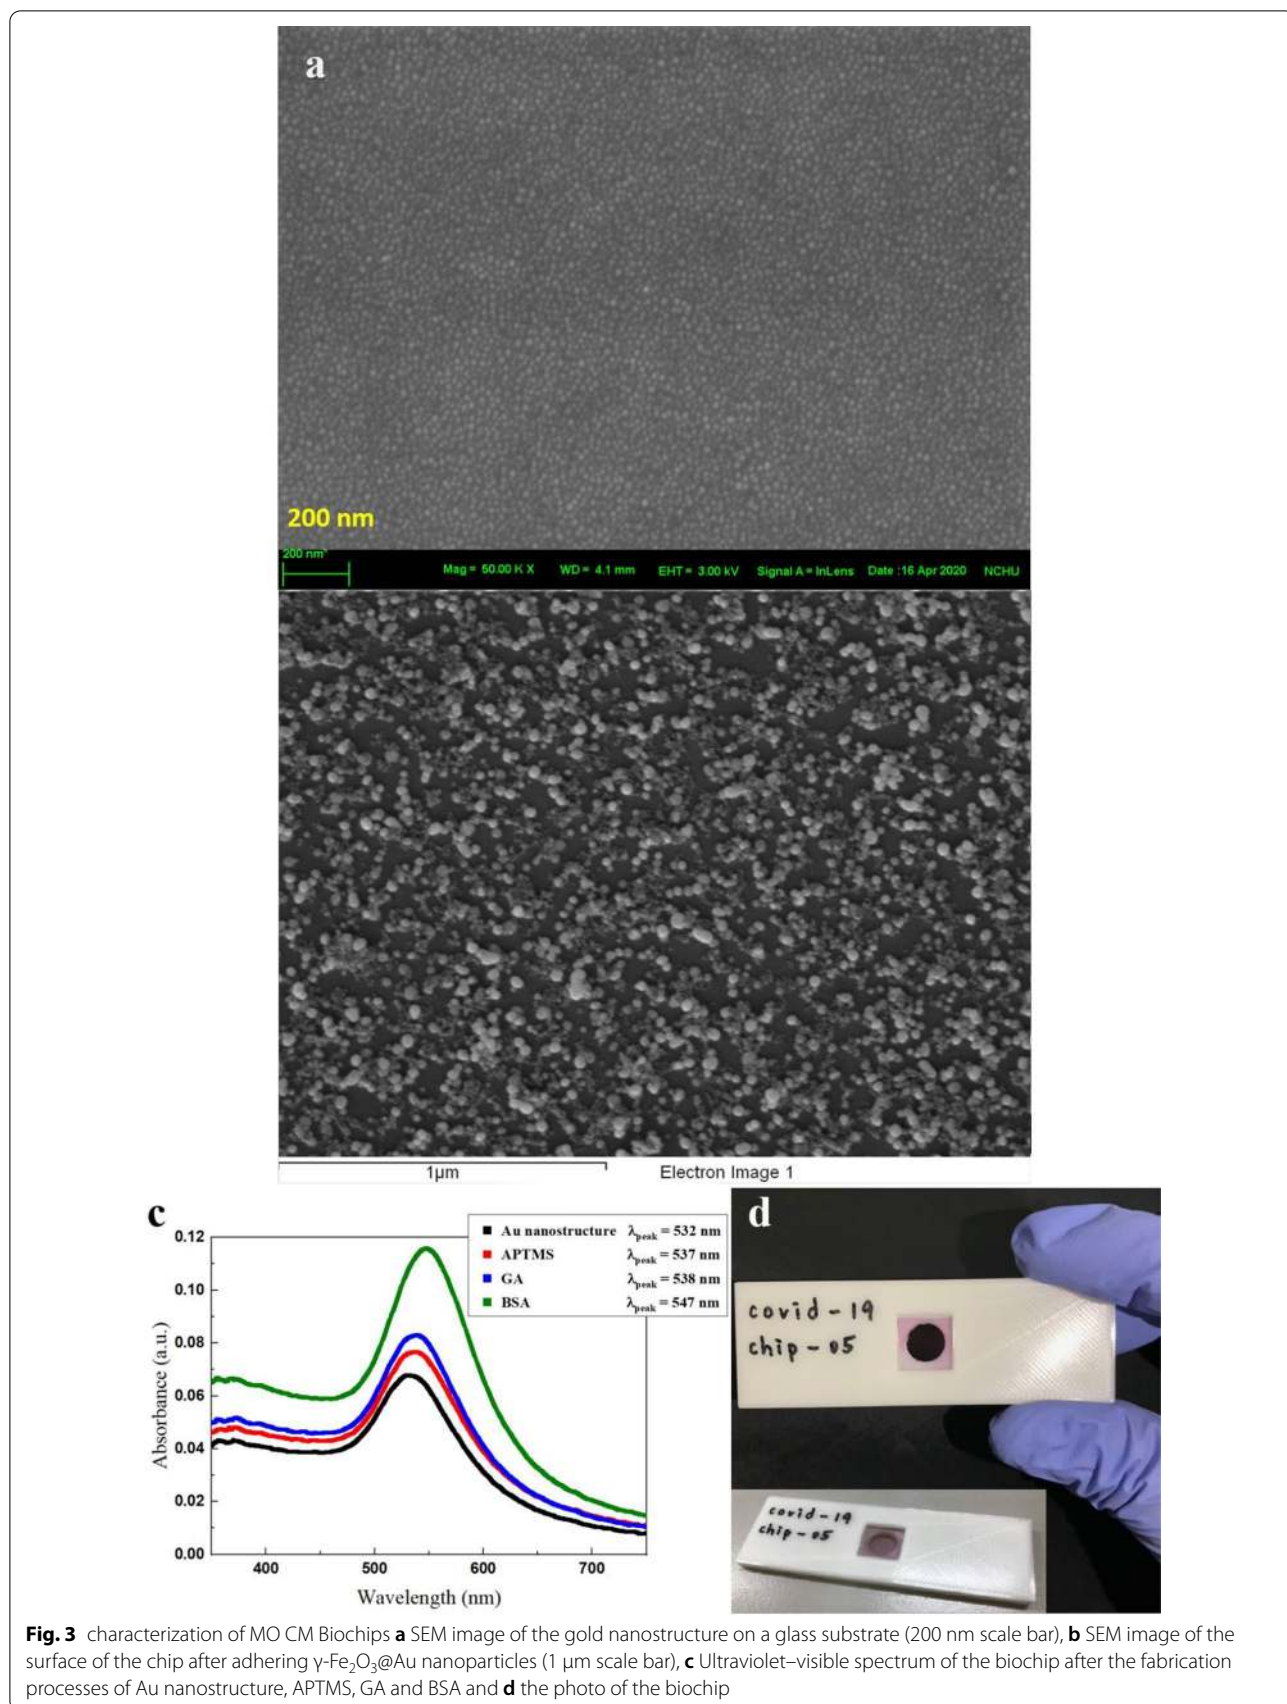 a
200 nm
200 nm
Mag = 50.00 K X WD = 4.1 mm EHT = 3.00 kV Signal A = InLens Date :16 Apr 2020 NCHU
1µm Electron Image 1
c
0.12
0.10
0.08
0.06
0.04
0.02
0.00
Absorbance (a.u.)
400 500 600 700
Wavelength (nm)
Au nanostructure λpeak = 532 nm
APTMS λpeak = 537 nm
GA λpeak = 538 nm
BSA λpeak = 547 nm
d
covid-19
chip-05
covid-19
chip-05
Fig. 3 characterization of MO CM Biochips a SEM image of the gold nanostructure on a glass substrate (200 nm scale bar), b SEM image of the
surface of the chip after adhering γ-Fe₂O₃@Au nanoparticles (1 µm scale bar), c Ultraviolet–visible spectrum of the biochip after the fabrication
processes of Au nanostructure, APTMS, GA and BSA and d the photo of the biochip